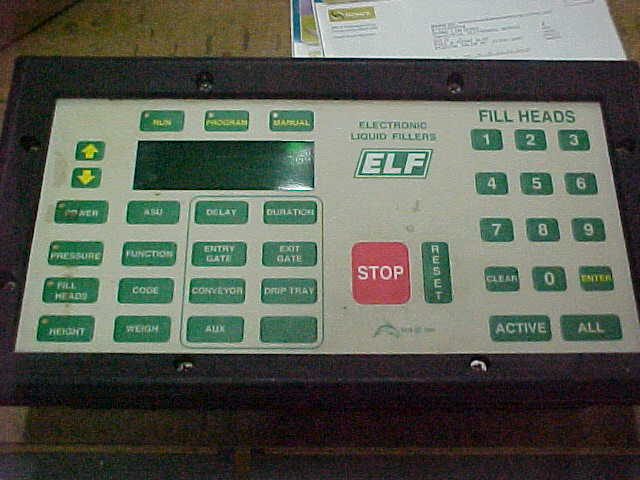 RUN PROGRAM MANUAL
ELECTRONIC
LIQUID FILLERS
ELF
POWER ASU DELAY DURATION
PRESSURE FUNCTION ENTRY GATE EXIT GATE
FILL HEADS CODE CONVEYOR DRIP TRAY
HEIGHT WEIGH AUX
STOP
RESET
FILL HEADS
1 2 3
4 5 6
7 8 9
CLEAR 0 ENTER
ACTIVE ALL